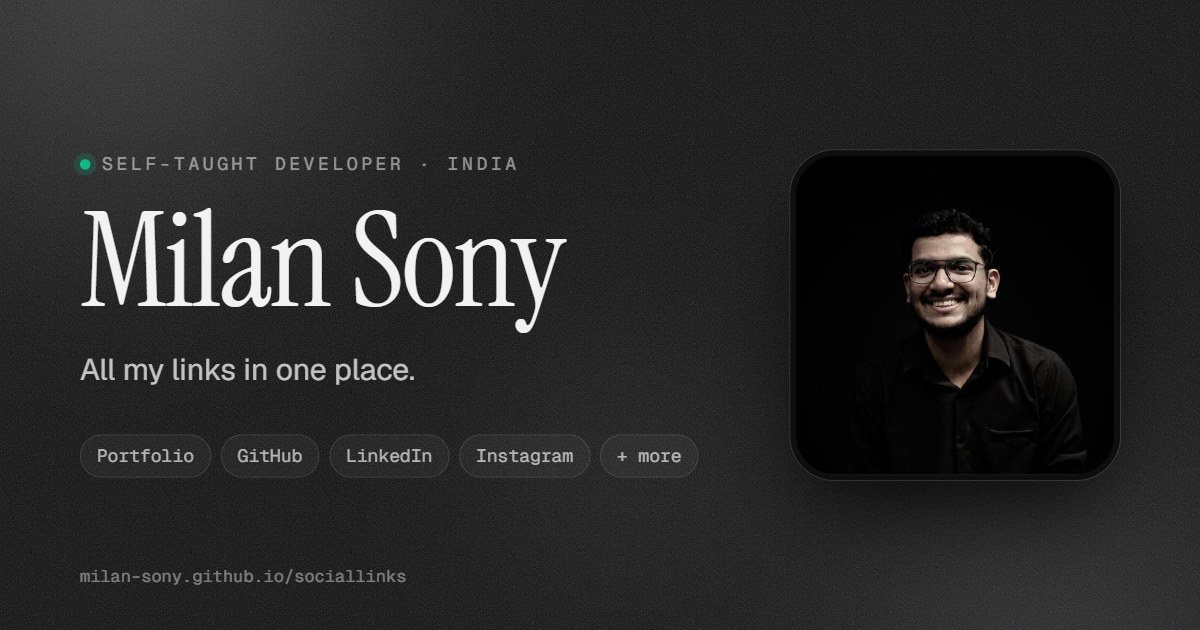 SELF-TAUGHT DEVELOPER · INDIA
Milan Sony
All my links in one place.
Portfolio GitHub LinkedIn Instagram + more
milan-sony.github.io/sociallinks